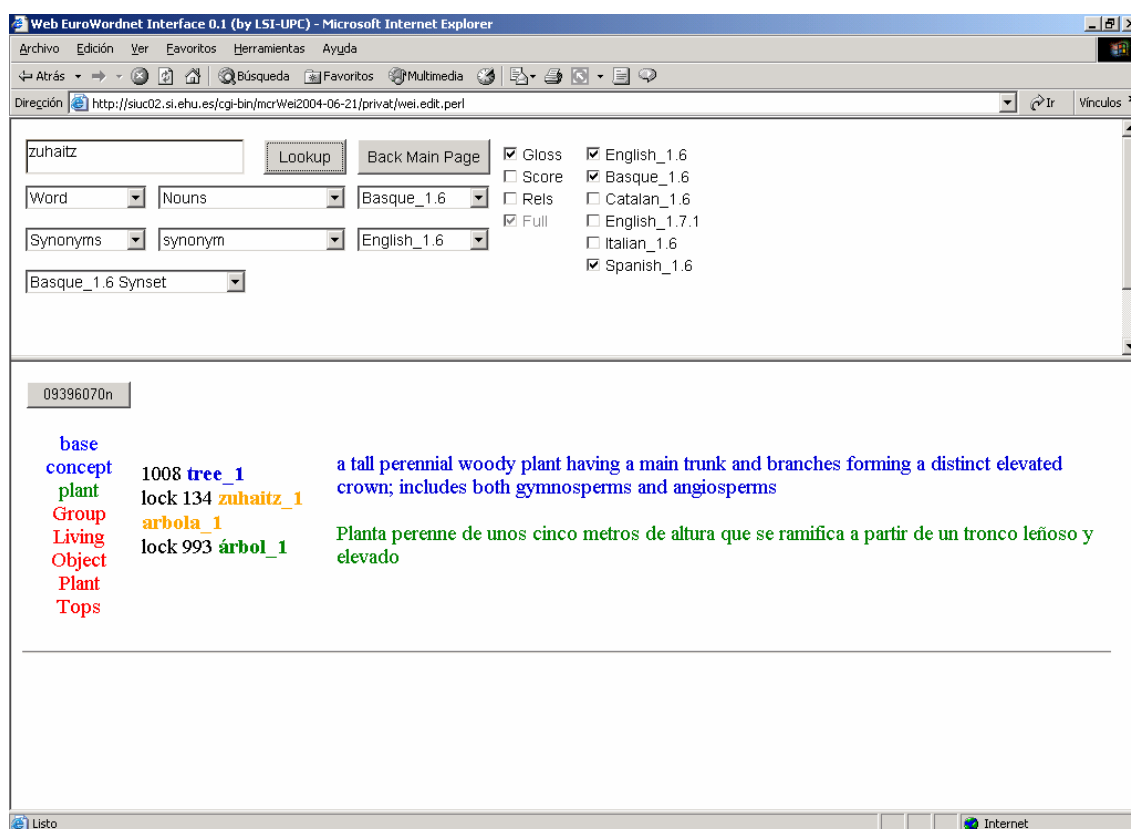 Web EuroWordnet Interface 0.1 (by LSI-UPC) - Microsoft Internet Explorer
Archivo Edición Ver Favoritos Herramientas Ayuda
Atrás Búsqueda Favoritos Multimedia
Dirección http://siuc02.si.ehu.es/cgi-bin/mcrWei2004-06-21/privat/wei.edit.perl Ir Vínculos
zuhaitz Lookup Back Main Page
Word Nouns Basque_1.6
Synonyms synonym English_1.6
Basque_1.6 Synset
Gloss
Score
Rels
Full
English_1.6
Basque_1.6
Catalan_1.6
English_1.7.1
Italian_1.6
Spanish_1.6
09396070n
base
concept
plant
Group
Living
Object
Plant
Tops
1008 tree_1
lock 134 zuhaitz_1
arbola_1
lock 993 árbol_1
a tall perennial woody plant having a main trunk and branches forming a distinct elevated
crown; includes both gymnosperms and angiosperms
Planta perenne de unos cinco metros de altura que se ramifica a partir de un tronco leñoso y
elevado
Listo Internet